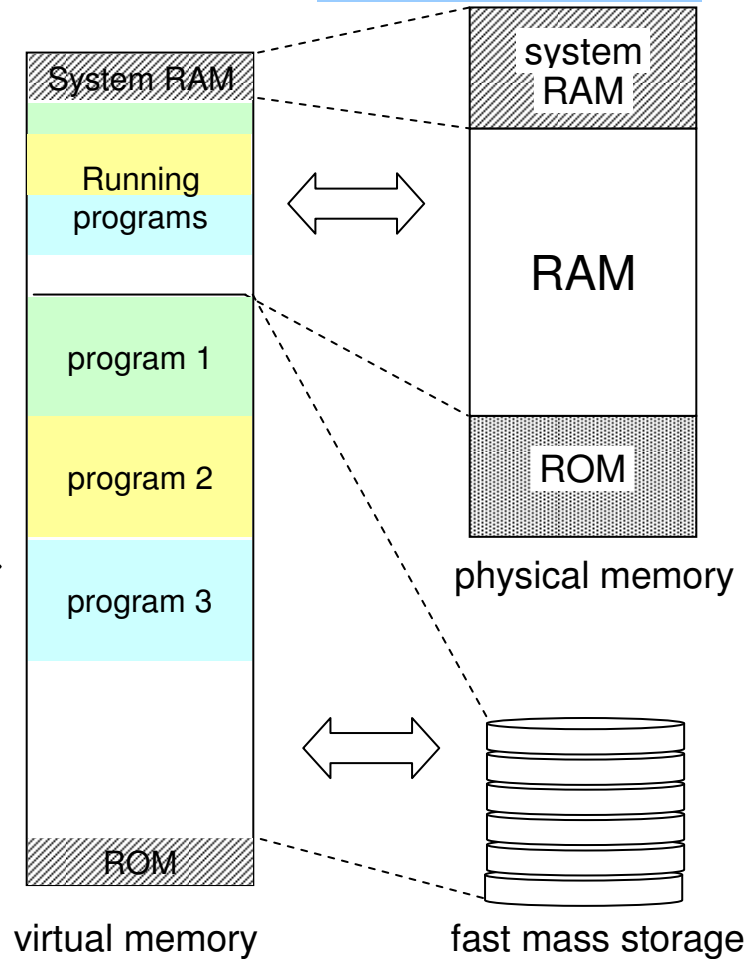 System RAM
Running
programs
program 1
program 2
program 3
ROM
virtual memory
system
RAM
RAM
ROM
physical memory
fast mass storage